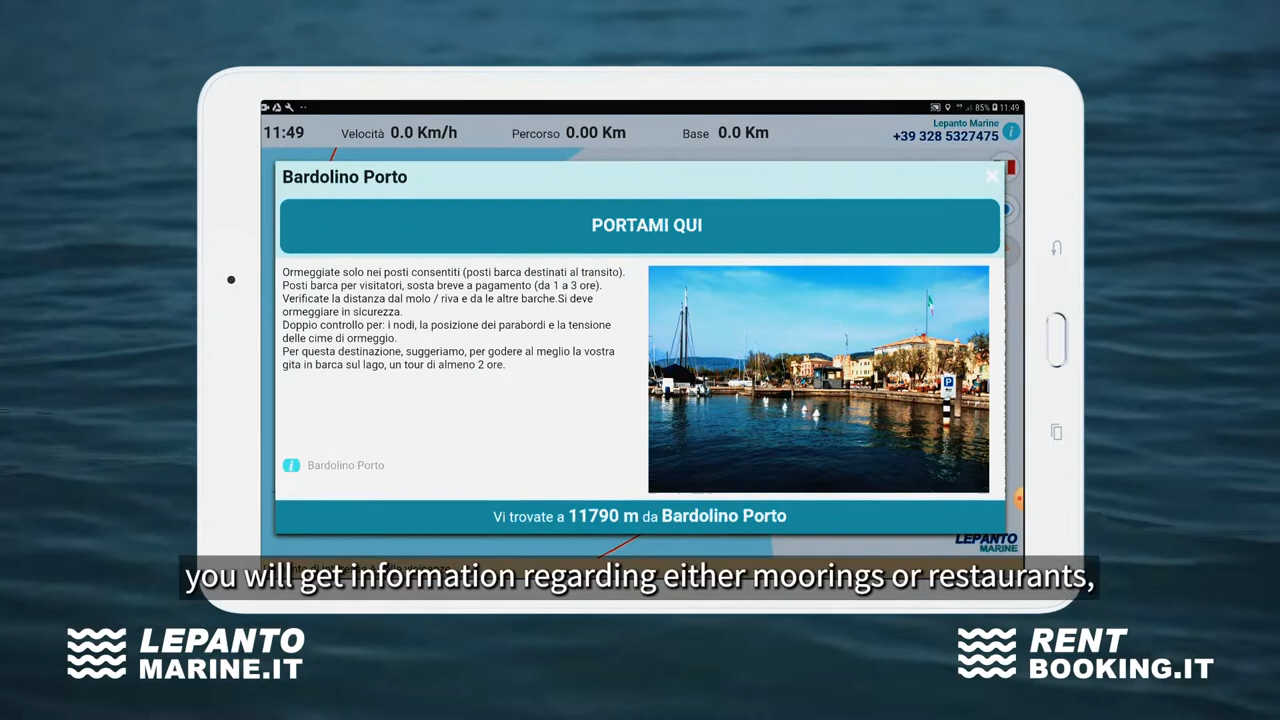 85% 11:49
11:49 Velocità 0.0 Km/h Percorso 0.00 Km Base 0.0 Km
Lepanto Marine
+39 328 5327475
Bardolino Porto
PORTAMI QUI
Ormeggiate solo nei posti consentiti (posti barca destinati al transito).
Posti barca per visitatori, sosta breve a pagamento (da 1 a 3 ore).
Verificate la distanza dal molo / riva e da le altre barche.Si deve
ormeggiare in sicurezza.
Doppio controllo per: i nodi, la posizione dei parabordi e la tensione
delle cime di ormeggio.
Per questa destinazione, suggeriamo, per godere al meglio la vostra
gita in barca sul lago, un tour di almeno 2 ore.
P
Bardolino Porto
Vi trovate a 11790 m da Bardolino Porto
LEPANTO
MARINE
you will get information regarding either moorings or restaurants,
LEPANTO
MARINE.IT
RENT
BOOKING.IT